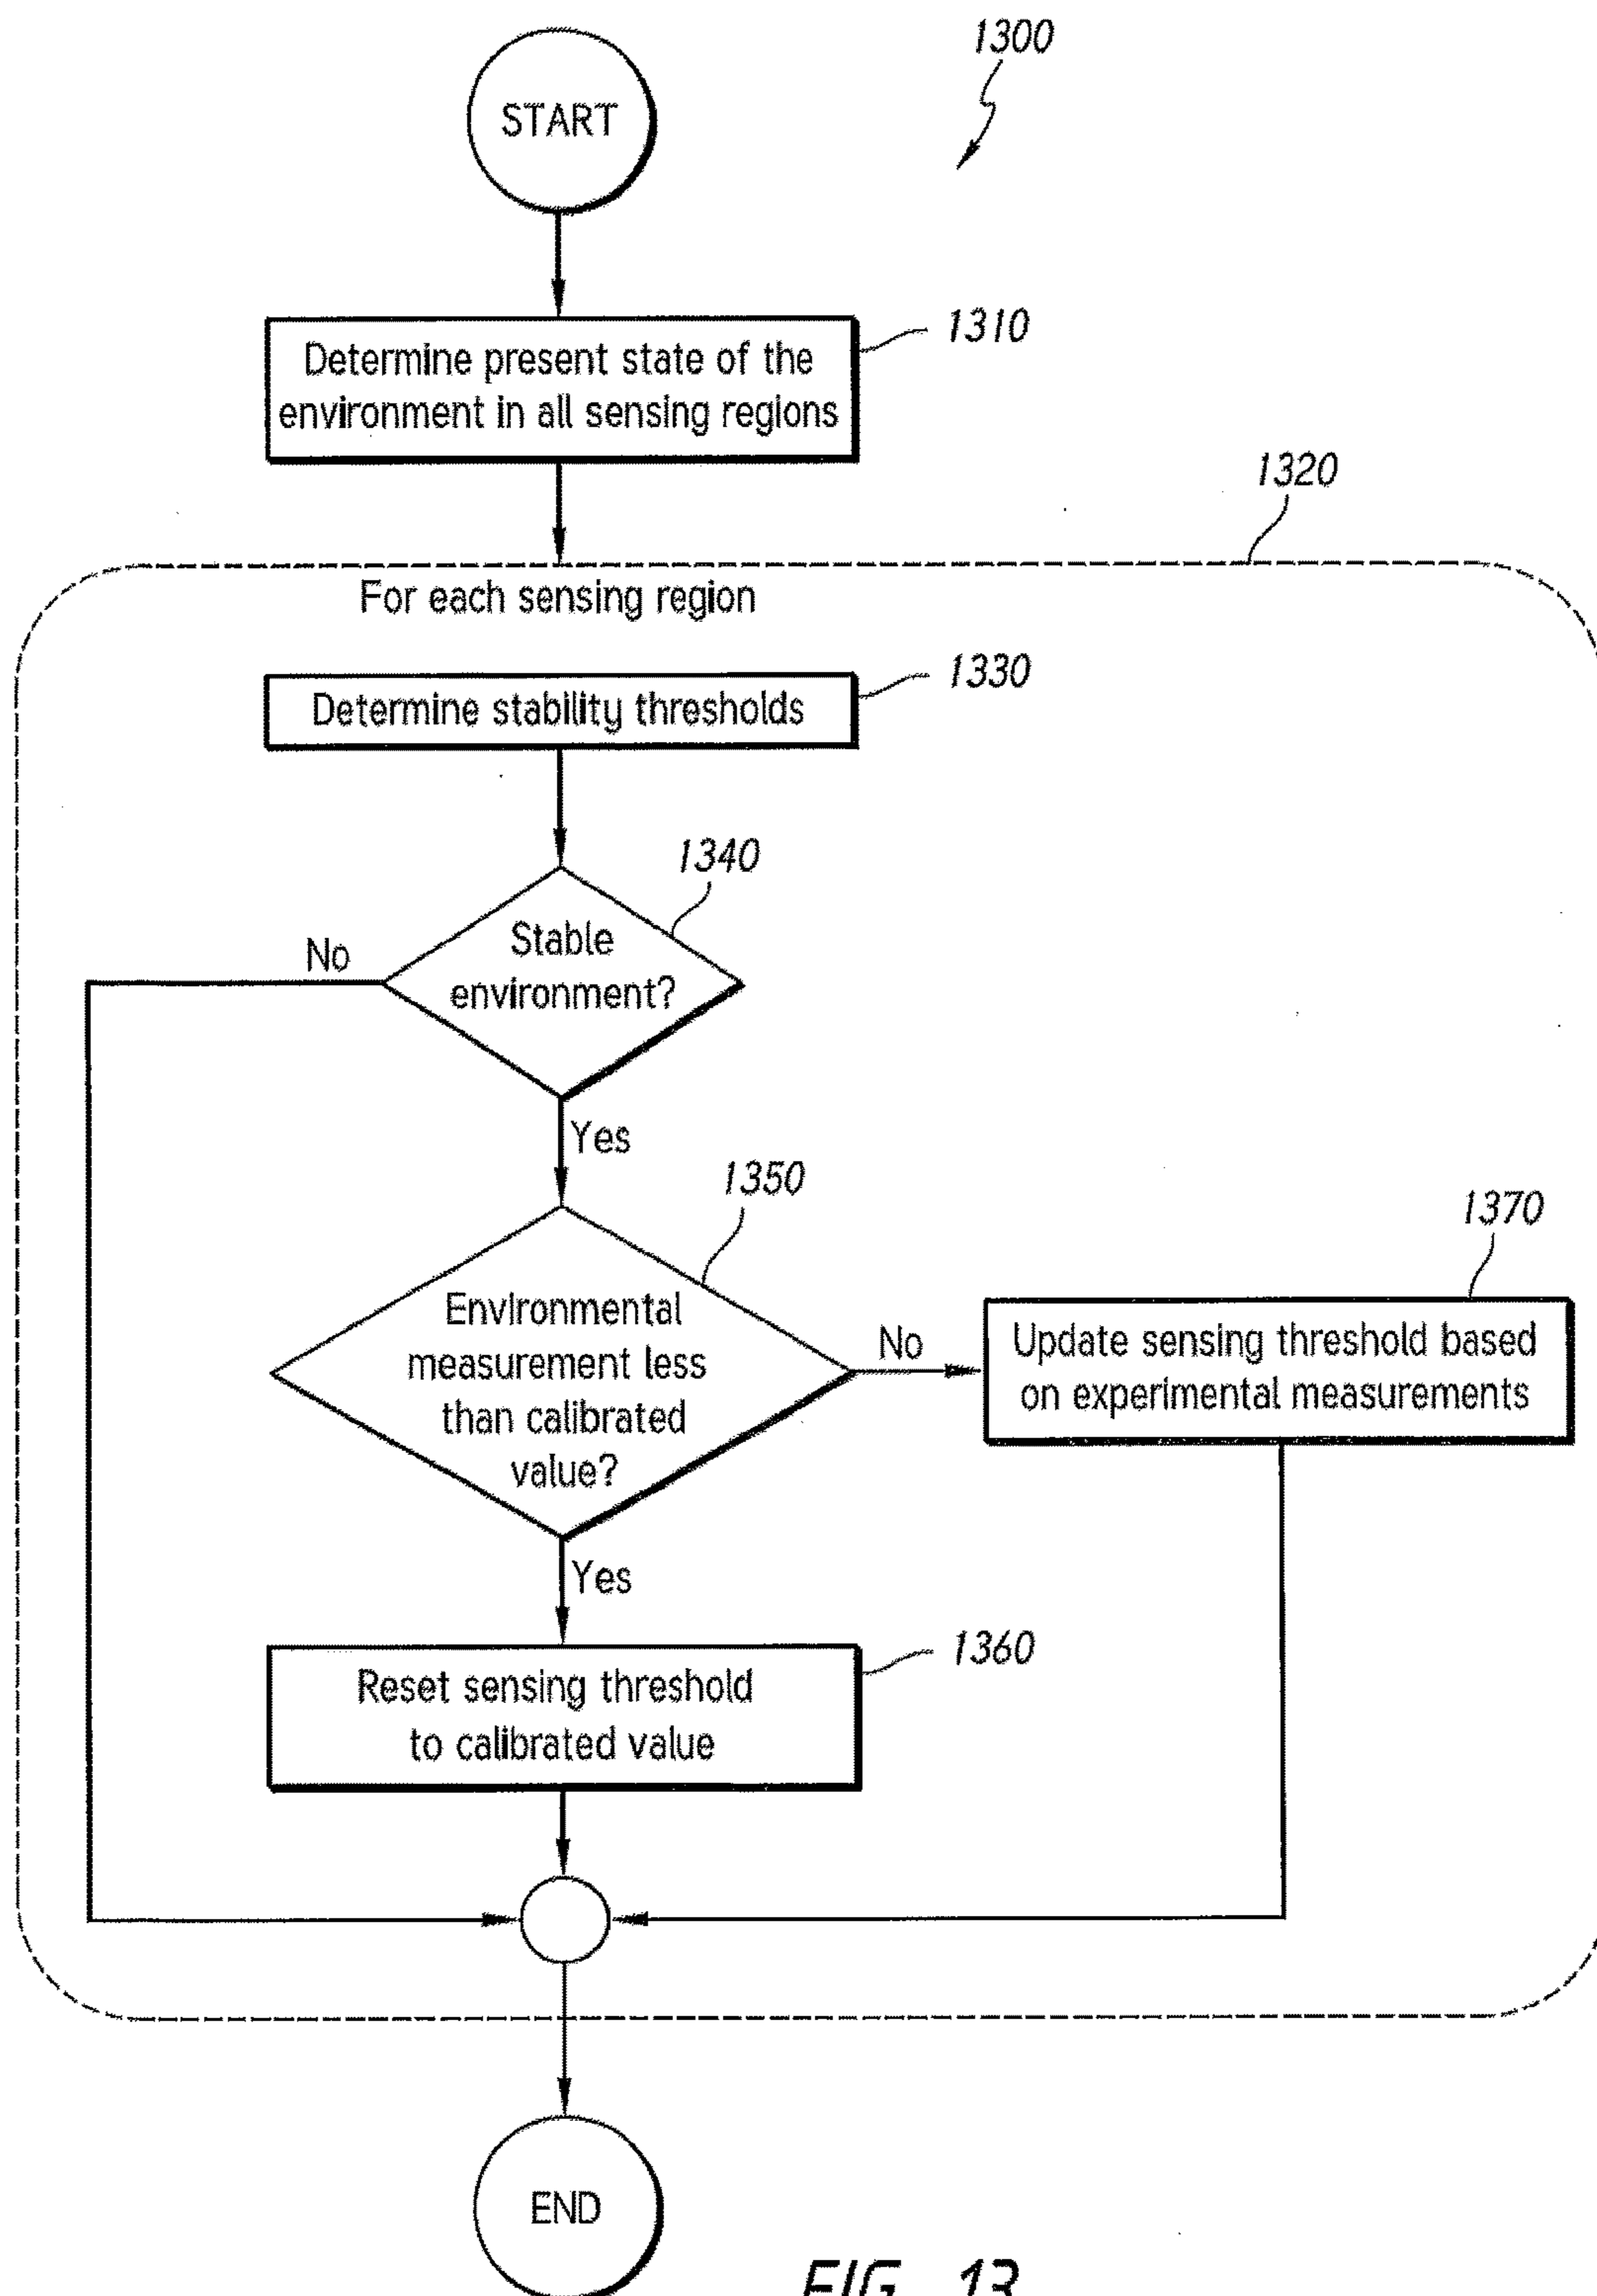 1300
START
1310
Determine present state of the
environment in all sensing regions
1320
For each sensing region
1330
Determine stability thresholds
1340
Stable
environment?
No
Yes
1350
Environmental
measurement less
than calibrated
value?
No
1370
Update sensing threshold based
on experimental measurements
Yes
1360
Reset sensing threshold
to calibrated value
END
FIG. 13